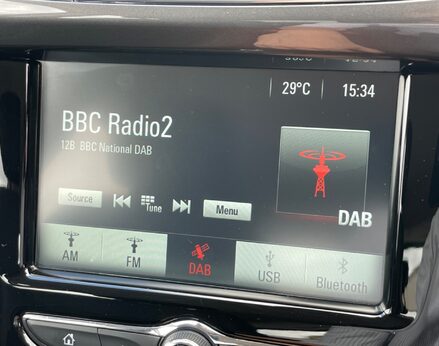 29°C 15:34
BBC Radio2
12B BBC National DAB
Source
Tune
Menu
DAB
AM
FM
DAB
USB
Bluetooth